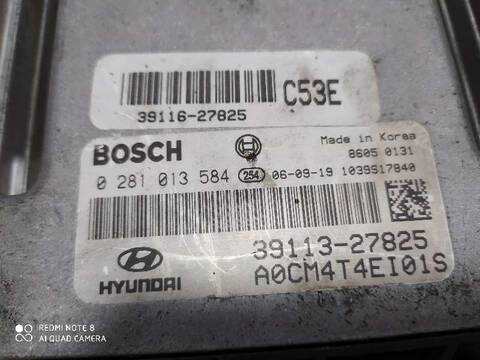 C53E
39116-27825
BOSCH
Made in Korea
8605 0131
0 281 013 584 254 06-09-19 1039S17840
39113-27825
HYUNDAI
A0CM4T4EI01S
REDMI NOTE 8
AI QUAD CAMERA